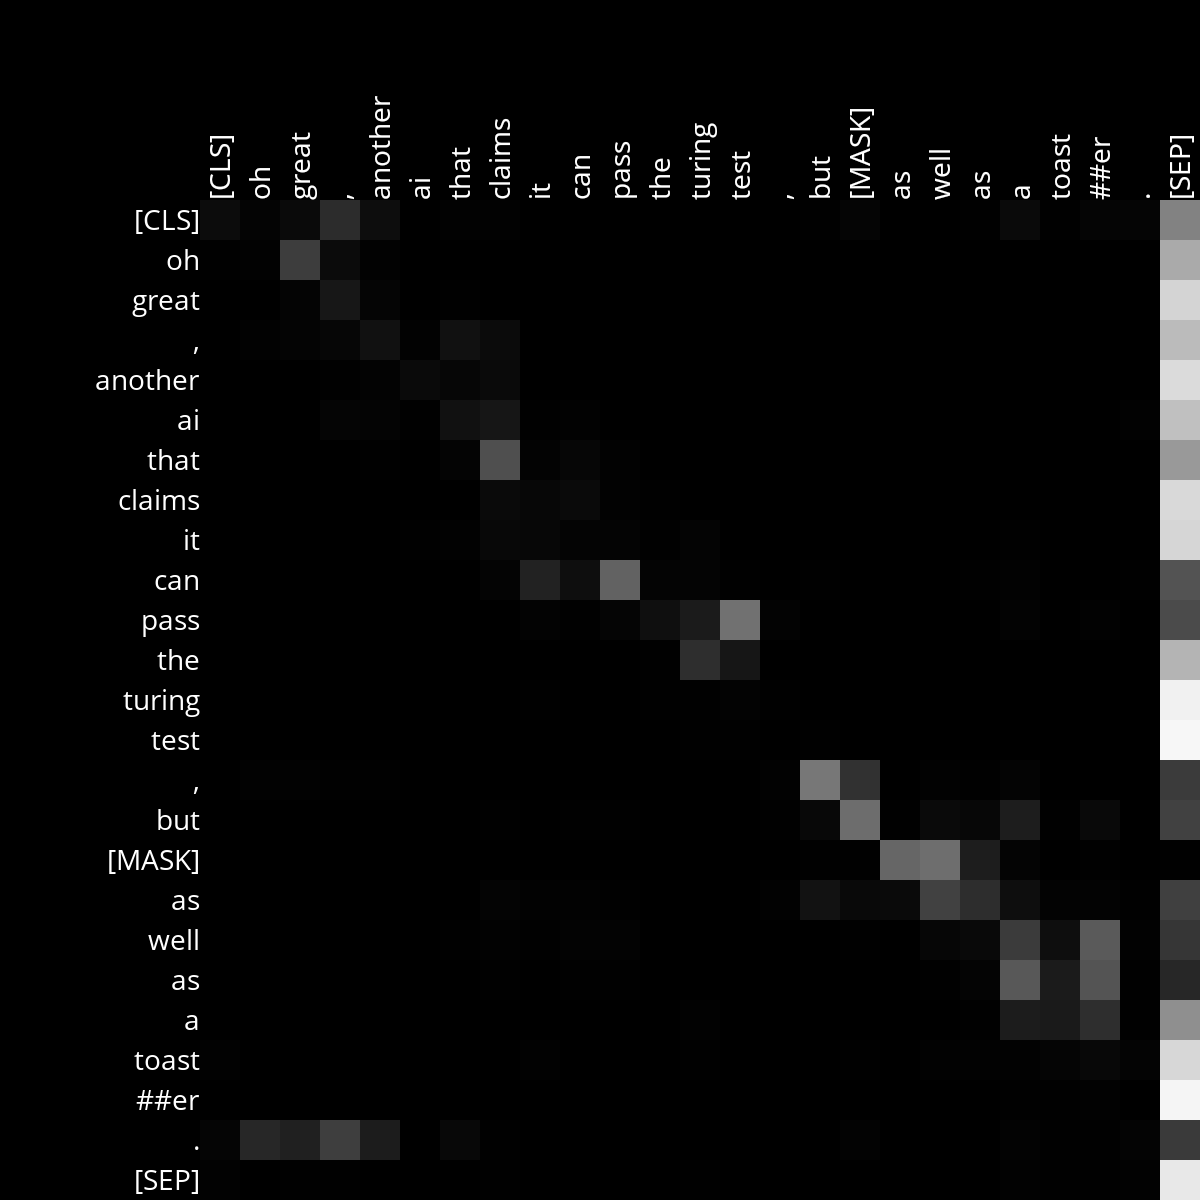 [CLS] oh great , another ai that claims it can pass the turing test , but [MASK] as well as a toast ##er . [SEP]
[CLS]
oh
great
,
another
ai
that
claims
it
can
pass
the
turing
test
,
but
[MASK]
as
well
as
a
toast
##er
.
[SEP]